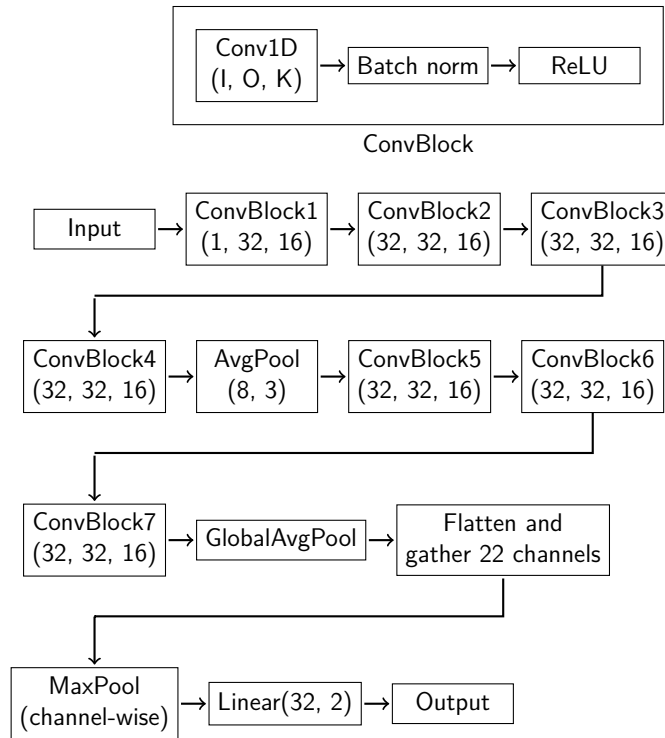 Conv1D
(I, O, K)
Batch norm
ReLU
ConvBlock
Input
ConvBlock1
(1, 32, 16)
ConvBlock2
(32, 32, 16)
ConvBlock3
(32, 32, 16)
ConvBlock4
(32, 32, 16)
AvgPool
(8, 3)
ConvBlock5
(32, 32, 16)
ConvBlock6
(32, 32, 16)
ConvBlock7
(32, 32, 16)
GlobalAvgPool
Flatten and
gather 22 channels
MaxPool
(channel-wise)
Linear(32, 2)
Output